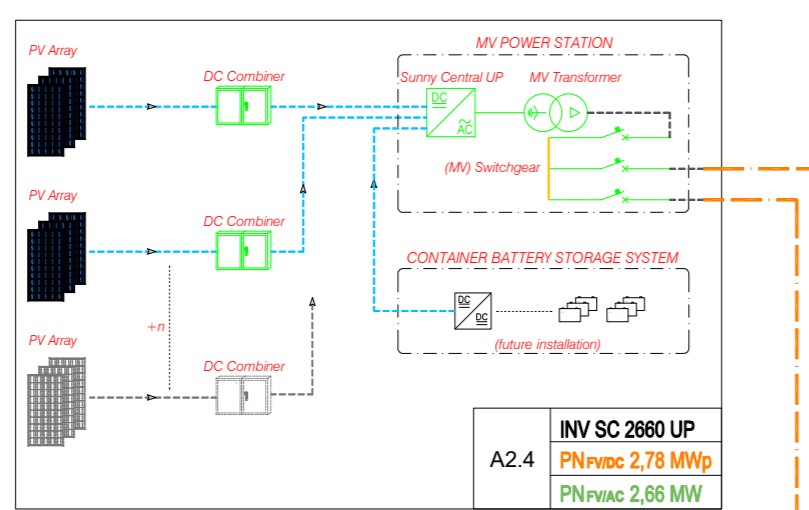 MV POWER STATION
PV Array
DC Combiner
Sunny Central UP
MV Transformer
DC
AC
(MV) Switchgear
PV Array
DC Combiner
CONTAINER BATTERY STORAGE SYSTEM
DC
DC
+n
(future installation)
PV Array
DC Combiner
A2.4
INV SC 2660 UP
PNFV/DC 2,78 MWp
PNFV/AC 2,66 MW